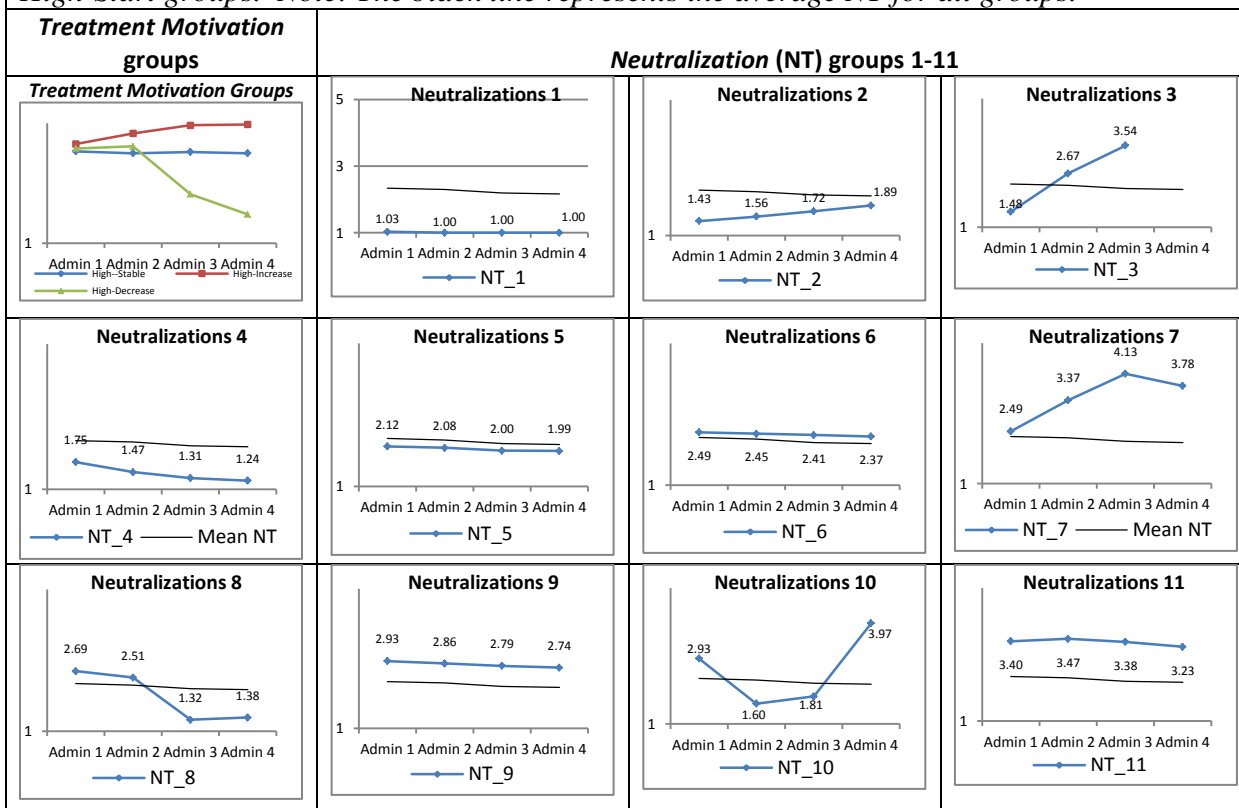 High-Start groups. Note: The black line represents the average NT for all groups.
Treatment Motivation
groups
Neutralization (NT) groups 1-11
Treatment Motivation Groups
1
Admin 1 Admin 2 Admin 3 Admin 4
High--Stable High-Increase
High-Decrease
Neutralizations 1
5
3
1
1.03 1.00 1.00 1.00
Admin 1 Admin 2 Admin 3 Admin 4
NT_1
Neutralizations 2
1.43 1.56 1.72 1.89
1
Admin 1 Admin 2 Admin 3 Admin 4
NT_2
Neutralizations 3
1.48 2.67 3.54
1
Admin 1 Admin 2 Admin 3 Admin 4
NT_3
Neutralizations 4
1.75 1.47 1.31 1.24
1
Admin 1 Admin 2 Admin 3 Admin 4
NT_4 Mean NT
Neutralizations 5
2.12 2.08 2.00 1.99
1
Admin 1 Admin 2 Admin 3 Admin 4
NT_5
Neutralizations 6
2.49 2.45 2.41 2.37
1
Admin 1 Admin 2 Admin 3 Admin 4
NT_6
Neutralizations 7
2.49 3.37 4.13 3.78
1
Admin 1 Admin 2 Admin 3 Admin 4
NT_7 Mean NT
Neutralizations 8
2.69 2.51 1.32 1.38
1
Admin 1 Admin 2 Admin 3 Admin 4
NT_8
Neutralizations 9
2.93 2.86 2.79 2.74
1
Admin 1 Admin 2 Admin 3 Admin 4
NT_9
Neutralizations 10
2.93 1.60 1.81 3.97
1
Admin 1 Admin 2 Admin 3 Admin 4
NT_10
Neutralizations 11
3.40 3.47 3.38 3.23
1
Admin 1 Admin 2 Admin 3 Admin 4
NT_11